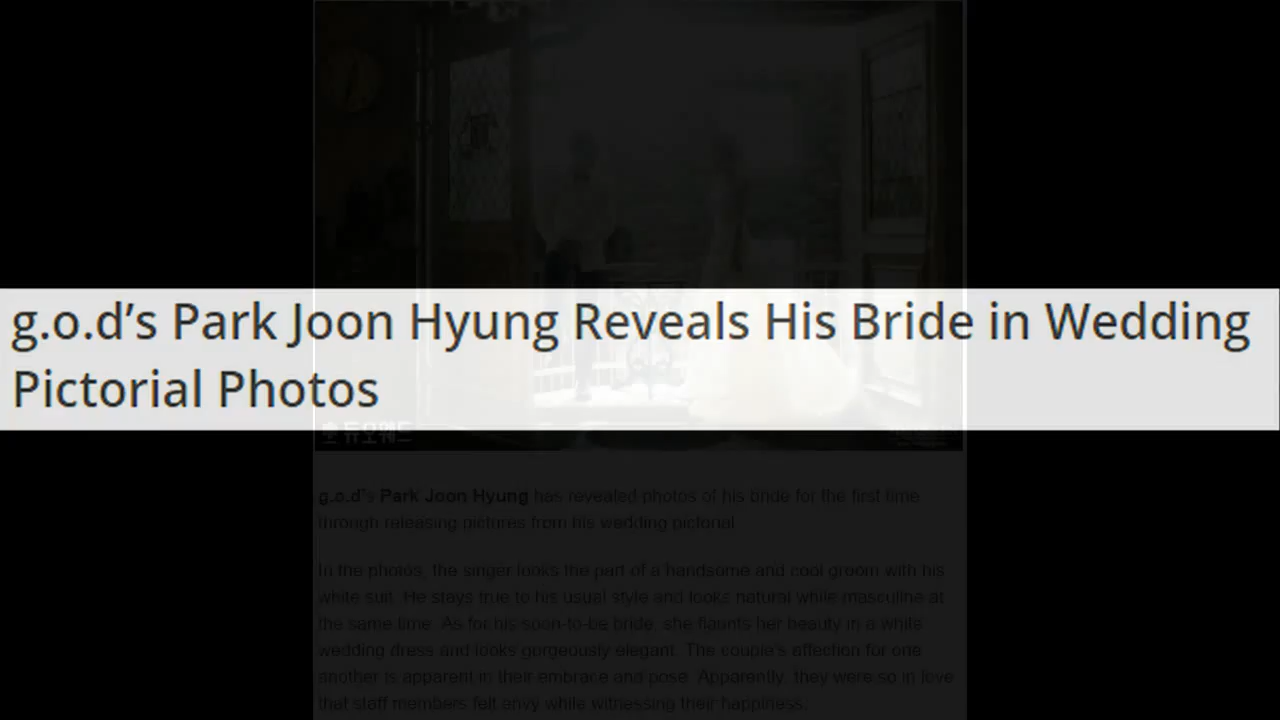 g.o.d's Park Joon Hyung Reveals His Bride in Wedding
Pictorial Photos
듀오웨드
g.o.d's Park Joon Hyung has revealed photos of his bride for the first time
through releasing pictures from his wedding pictorial.
In the photos, the singer looks the part of a handsome and cool groom with his
white suit. He stays true to his usual style and looks natural while masculine at
the same time. As for his soon-to-be bride, she flaunts her beauty in a white
wedding dress and looks gorgeously elegant. The couple's affection for one
another is apparent in their embrace and pose. Apparently, they were so in love
that staff members felt envy while witnessing their happiness.